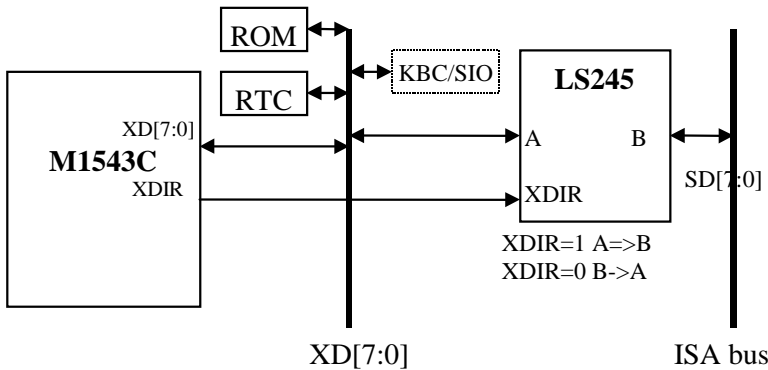 ROM
KBC/SIO
RTC
LS245
XD[7:0]
M1543C
XDIR
A
B
SD[7:0]
XDIR
XDIR=1 A=>B
XDIR=0 B->A
XD[7:0]
ISA bus